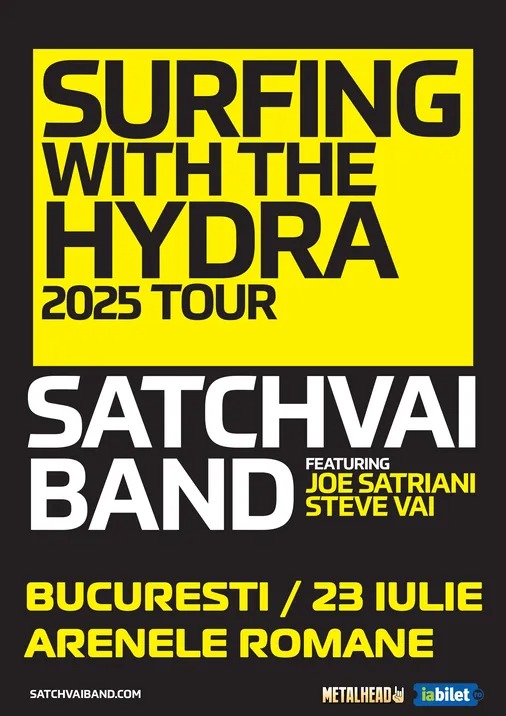 SURFING
WITH THE
HYDRA
2025 TOUR
SATCHVAI
BAND
FEATURING
JOE SATRIANI
STEVE VAI
BUCURESTI / 23 IULIE
ARENELE ROMANE
SATCHVAIBAND.COM
METALHEAD
iabilet.ro